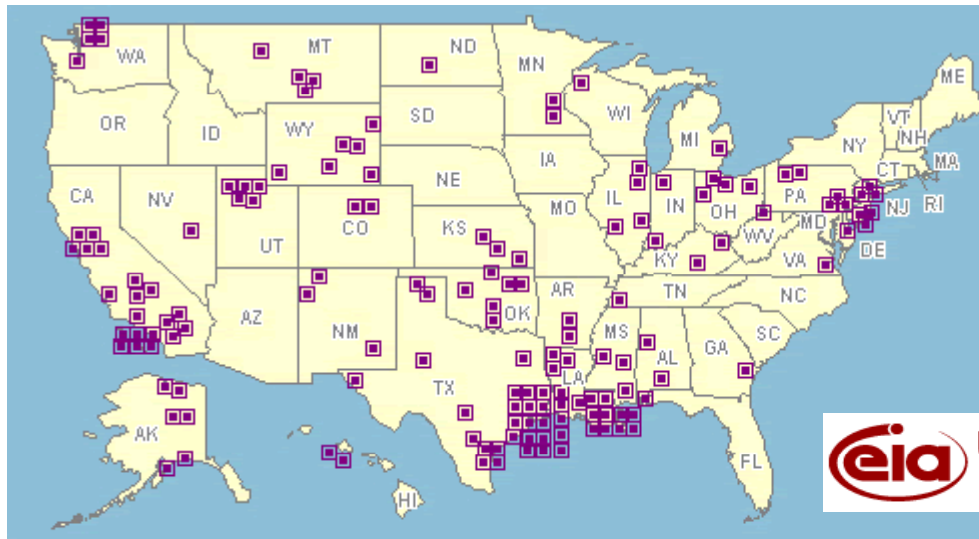 WA
MT
ND
MN
ME
OR
ID
WY
SD
WI
MI
VT
NH
NY
MA
CT
RI
CA
NV
UT
CO
NE
IA
IL
IN
OH
PA
NJ
KS
MO
KY
WV
MD
DE
VA
AZ
NM
OK
AR
TN
NC
TX
LA
MS
AL
GA
SC
AK
HI
FL
eia